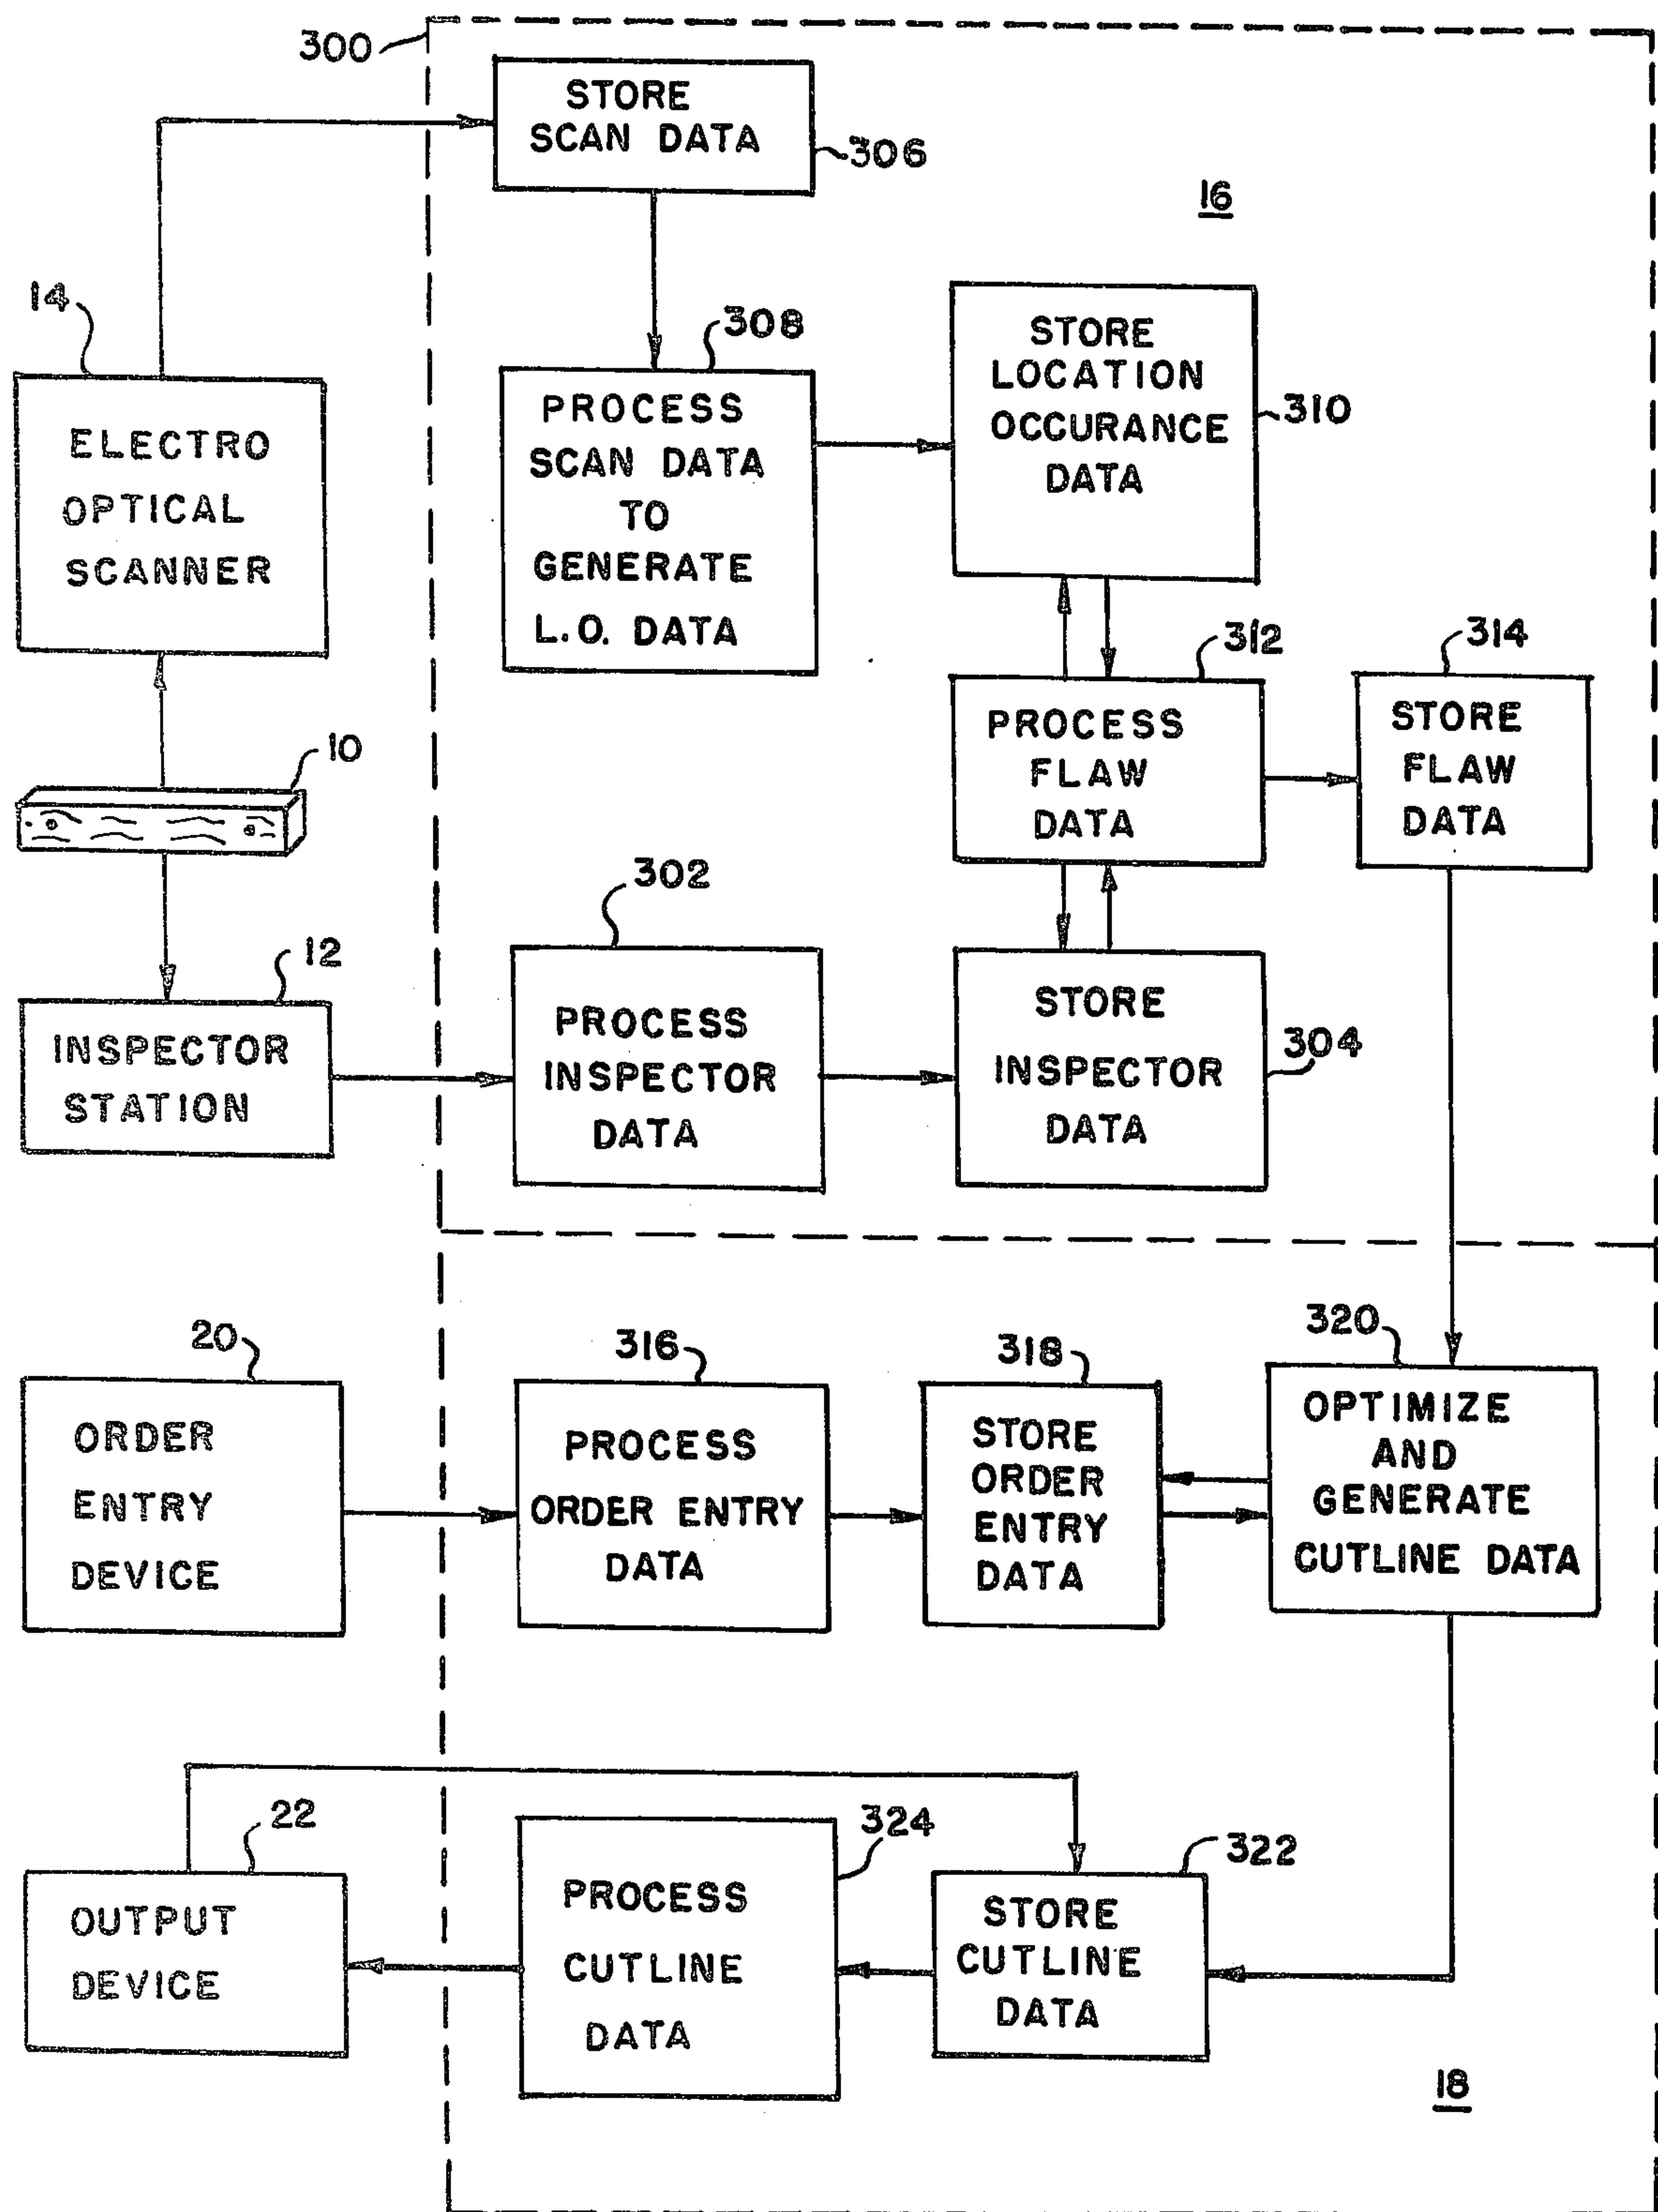 300
STORE
SCAN DATA
306
16
14
ELECTRO
OPTICAL
SCANNER
308
PROCESS
SCAN DATA
TO
GENERATE
L.O. DATA
STORE
LOCATION
OCCURANCE
DATA
310
312
PROCESS
FLAW
DATA
314
STORE
FLAW
DATA
10
302
PROCESS
INSPECTOR
DATA
12
INSPECTOR
STATION
STORE
INSPECTOR
DATA
304
20
ORDER
ENTRY
DEVICE
316
PROCESS
ORDER ENTRY
DATA
318
STORE
ORDER
ENTRY
DATA
320
OPTIMIZE
AND
GENERATE
CUTLINE DATA
22
OUTPUT
DEVICE
324
PROCESS
CUTLINE
DATA
322
STORE
CUTLINE
DATA
18